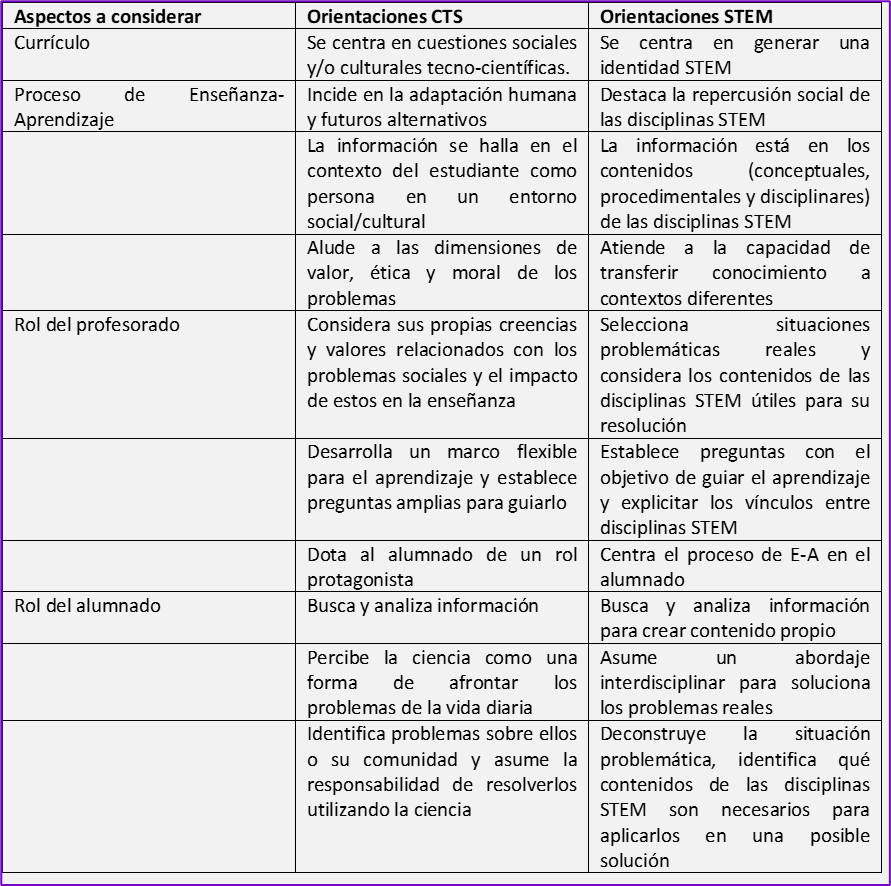 Aspectos a considerar
Orientaciones CTS
Orientaciones STEM
Currículo
Se centra en cuestiones sociales
y/o culturales tecno-científicas.
Se centra en generar una
identidad STEM
Proceso de Enseñanza-
Aprendizaje
Incide en la adaptación humana
y futuros alternativos
Destaca la repercusión social de
las disciplinas STEM
La información se halla en el
contexto del estudiante como
persona en un entorno
social/cultural
La información está en los
contenidos (conceptuales,
procedimentales y disciplinares)
de las disciplinas STEM
Alude a las dimensiones de
valor, ética y moral de los
problemas
Atiende a la capacidad de
transferir conocimiento a
contextos diferentes
Rol del profesorado
Considera sus propias creencias
y valores relacionados con los
problemas sociales y el impacto
de estos en la enseñanza
Selecciona situaciones
problemáticas reales y
considera los contenidos de las
disciplinas STEM útiles para su
resolución
Desarrolla un marco flexible
para el aprendizaje y establece
preguntas amplias para guiarlo
Establece preguntas con el
objetivo de guiar el aprendizaje
y explicitar los vínculos entre
disciplinas STEM
Dota al alumnado de un rol
protagonista
Centra el proceso de E-A en el
alumnado
Rol del alumnado
Busca y analiza información
Busca y analiza información
para crear contenido propio
Percibe la ciencia como una
forma de afrontar los
problemas de la vida diaria
Asume un abordaje
interdisciplinar para soluciona
los problemas reales
Identifica problemas sobre ellos
o su comunidad y asume la
responsabilidad de resolverlos
utilizando la ciencia
Deconstruye la situación
problemática, identifica qué
contenidos de las disciplinas
STEM son necesarios para
aplicarlos en una posible
solución